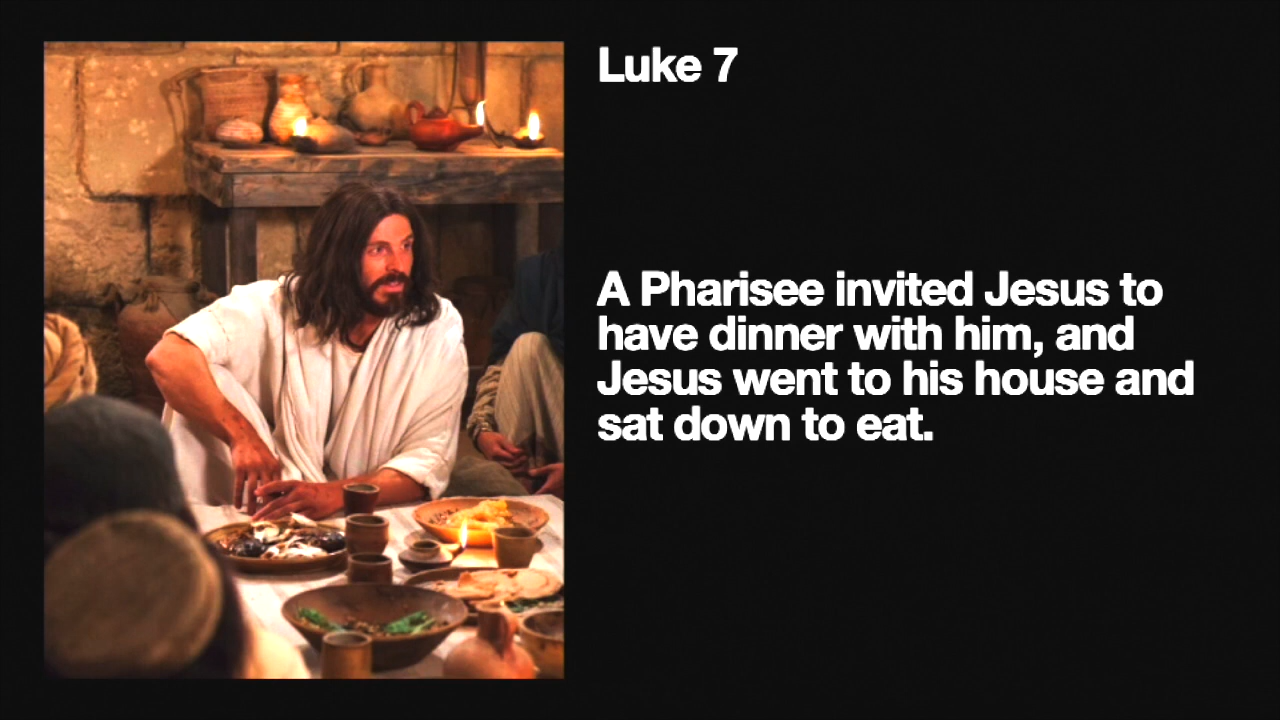 Luke 7
A Pharisee invited Jesus to
have dinner with him, and
Jesus went to his house and
sat down to eat.